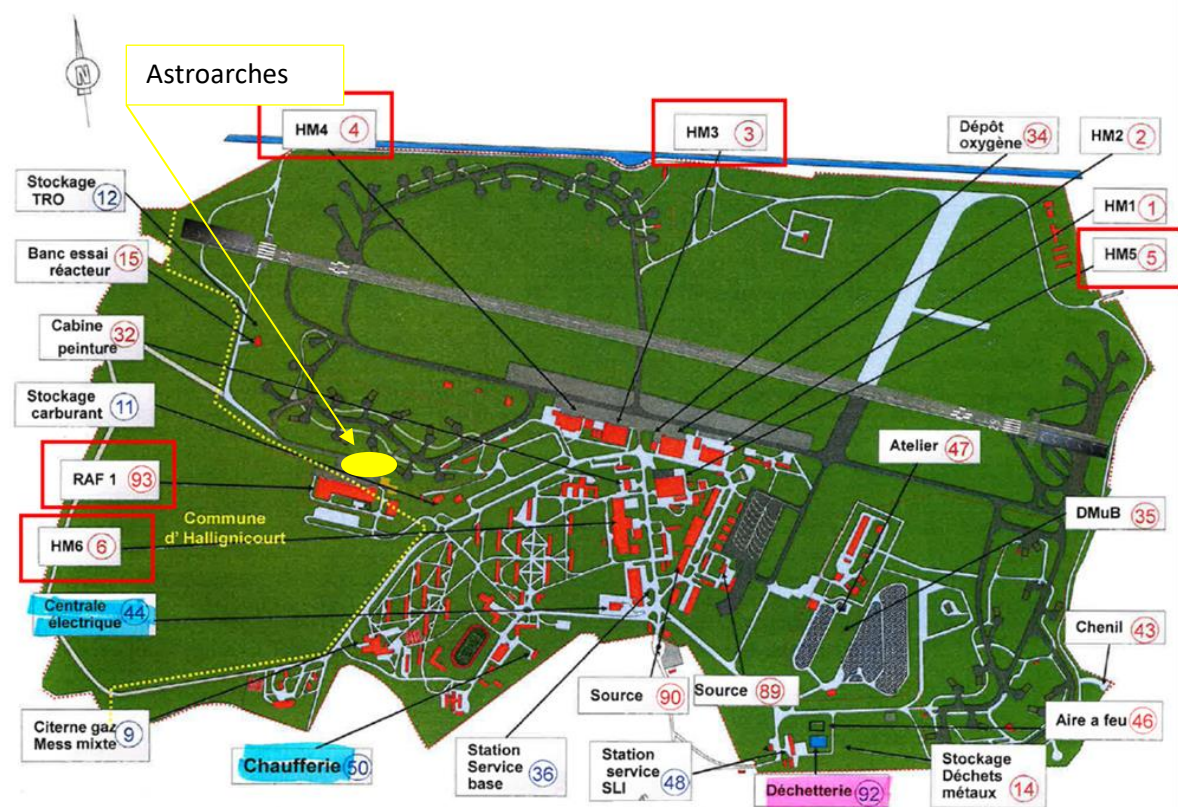 N
Astroarches
HM4 4
HM3 3
Dépôt
oxygène 34
HM2 2
Stockage
TRO 12
HM1 1
Banc essai
réacteur 15
HM5 5
Cabine
peinture 32
Stockage
carburant 11
Atelier 47
RAF 1 93
Commune
d' Hallignicourt
DMuB 35
HM6 6
Centrale
électrique 44
Chenil 43
Source 90
Source 89
Citerne gaz
Mess mixte 9
Aire a feu 46
Chaufferie 50
Station
Service
base 36
Station
service
SLI 48
Déchetterie 92
Stockage
Déchets
métaux 14